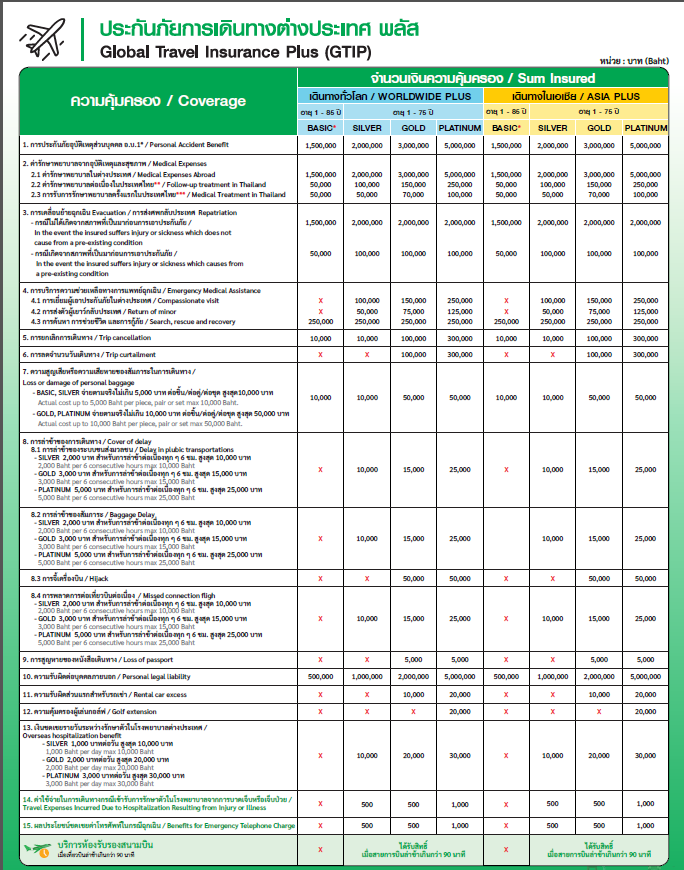 ประกันภัยการเดินทางต่างประเทศ พลัส
Global Travel Insurance Plus (GTIP)
หน่วย : บาท (Baht)
ความคุ้มครอง / Coverage
จำนวนเงินความคุ้มครอง / Sum Insured
เดินทางทั่วโลก / WORLDWIDE PLUS เดินทางในเอเชีย / ASIA PLUS
อายุ 1 - 85 ปี อายุ 1 - 75 ปี อายุ 1 - 85 ปี อายุ 1 - 75 ปี
BASIC* SILVER GOLD PLATINUM BASIC* SILVER GOLD PLATINUM
1. การประกันภัยอุบัติเหตุส่วนบุคคล อ.บ.1* / Personal Accident Benefit 1,500,000 2,000,000 3,000,000 5,000,000 1,500,000 2,000,000 3,000,000 5,000,000
2. ค่ารักษาพยาบาลจากอุบัติเหตุและสุขภาพ / Medical Expenses
2.1 ค่ารักษาพยาบาลในต่างประเทศ / Medical Expenses Abroad 1,500,000 2,000,000 3,000,000 5,000,000 1,500,000 2,000,000 3,000,000 5,000,000
2.2 ค่ารักษาพยาบาลต่อเนื่องในประเทศไทย** / Follow-up treatment in Thailand 50,000 100,000 150,000 250,000 50,000 100,000 150,000 250,000
2.3 การรับการรักษาพยาบาลครั้งแรกในประเทศไทย*** / Medical Treatment in Thailand 50,000 50,000 70,000 100,000 50,000 50,000 70,000 100,000
3. การเคลื่อนย้ายฉุกเฉิน Evacuation / การส่งศพกลับประเทศ Repatriation
- กรณีไม่ได้เกิดจากสภาพที่เป็นมาก่อนการเอาประกันภัย / 1,500,000 2,000,000 2,000,000 2,000,000 1,500,000 2,000,000 2,000,000 2,000,000
In the event the insured suffers injury or sickness which does not
cause from a pre-existing condition
- กรณีเกิดจากสภาพที่เป็นมาก่อนการเอาประกันภัย / 50,000 100,000 100,000 100,000 50,000 100,000 100,000 100,000
In the event the insured suffers injury or sickness which causes from
a pre-existing condition
4. การบริการความช่วยเหลือทางการแพทย์ฉุกเฉิน / Emergency Medical Assistance
4.1 การเยี่ยมผู้เอาประกันภัยในต่างประเทศ / Compassionate visit X 100,000 150,000 250,000 X 100,000 150,000 250,000
4.2 การส่งตัวผู้เยาว์กลับประเทศ / Return of minor X 50,000 75,000 125,000 X 50,000 75,000 125,000
4.3 การค้นหา การช่วยชีวิต และการกู้ภัย / Search, rescue and recovery 250,000 250,000 250,000 250,000 250,000 250,000 250,000 250,000
5. การยกเลิกการเดินทาง / Trip cancellation 10,000 10,000 100,000 300,000 10,000 10,000 100,000 300,000
6. การลดจำนวนวันเดินทาง / Trip curtailment X X 100,000 300,000 X X 100,000 300,000
7. ความสูญเสียหรือความเสียหายของสัมภาระในการเดินทาง /
Loss or damage of personal baggage
- BASIC, SILVER จ่ายตามจริงไม่เกิน 5,000 บาท ต่อชิ้น/ต่อคู่/ต่อชุด สูงสุด10,000 บาท
Actual cost up to 5,000 Baht per piece, pair or set max 10,000 Baht. 10,000 10,000 50,000 50,000 10,000 10,000 50,000 50,000
- GOLD, PLATINUM จ่ายตามจริงไม่เกิน 10,000 บาท ต่อชิ้น/ต่อคู่/ต่อชุด สูงสุด 50,000 บาท
Actual cost up to 10,000 Baht per piece, pair or set max 50,000 Baht.
8. การล่าช้าของการเดินทาง / Cover of delay
8.1 การล่าช้าของระบบขนส่งมวลชน / Delay in plubic transportations
- SILVER 2,000 บาท สำหรับการล่าช้าต่อเนื่องทุก ๆ 6 ชม. สูงสุด 10,000 บาท
2,000 Baht per 6 consecutive hours max 10,000 Baht
- GOLD 3,000 บาท สำหรับการล่าช้าต่อเนื่องทุก ๆ 6 ชม. สูงสุด 15,000 บาท X 10,000 15,000 25,000 X 10,000 15,000 25,000
3,000 Baht per 6 consecutive hours max 15,000 Baht
- PLATINUM 5,000 บาท สำหรับการล่าช้าต่อเนื่องทุก ๆ 6 ชม. สูงสุด 25,000 บาท
5,000 Baht per 6 consecutive hours max 25,000 Baht
8.2 การล่าช้าของสัมภาระ / Baggage Delay
- SILVER 2,000 บาท สำหรับการล่าช้าต่อเนื่องทุก ๆ 6 ชม. สูงสุด 10,000 บาท
2,000 Baht per 6 consecutive hours max 10,000 Baht
- GOLD 3,000 บาท สำหรับการล่าช้าต่อเนื่องทุก ๆ 6 ชม. สูงสุด 15,000 บาท X 10,000 15,000 25,000 10,000 15,000 25,000
3,000 Baht per 6 consecutive hours max 15,000 Baht
- PLATINUM 5,000 บาท สำหรับการล่าช้าต่อเนื่องทุก ๆ 6 ชม. สูงสุด 25,000 บาท
5,000 Baht per 6 consecutive hours max 25,000 Baht
8.3 การจี้เครื่องบิน / Hijack X X 50,000 50,000 X X 50,000 50,000
8.4 การพลาดการต่อเที่ยวบินต่อเนื่อง / Missed connection fligh
- SILVER 2,000 บาท สำหรับการล่าช้าต่อเนื่องทุก ๆ 6 ชม. สูงสุด 10,000 บาท
2,000 Baht per 6 consecutive hours max 10,000 Baht
- GOLD 3,000 บาท สำหรับการล่าช้าต่อเนื่องทุก ๆ 6 ชม. สูงสุด 15,000 บาท X 10,000 15,000 25,000 X 10,000 15,000 25,000
3,000 Baht per 6 consecutive hours max 15,000 Baht
- PLATINUM 5,000 บาท สำหรับการล่าช้าต่อเนื่องทุก ๆ 6 ชม. สูงสุด 25,000 บาท
5,000 Baht per 6 consecutive hours max 25,000 Baht
9. การสูญหายของหนังสือเดินทาง / Loss of passport X X 5,000 5,000 X X 5,000 5,000
10. ความรับผิดต่อบุคคลภายนอก / Personal legal liability 500,000 1,000,000 2,000,000 5,000,000 500,000 1,000,000 2,000,000 5,000,000
11. ความรับผิดส่วนแรกสำหรับรถเช่า / Rental car excess X X 10,000 20,000 X X 10,000 20,000
12. ความคุ้มครองผู้เล่นกอล์ฟ / Golf extension X X X 20,000 X X X 20,000
13. เงินชดเชยรายวันระหว่างรักษาตัวในโรงพยาบาลต่างประเทศ /
Overseas hospitalization benefit
- SILVER 1,000 บาทต่อวัน สูงสุด 10,000 บาท
1,000 Baht per day max 10,000 Baht
- GOLD 2,000 บาทต่อวัน สูงสุด 20,000 บาท X 10,000 20,000 30,000 X 10,000 20,000 30,000
2,000 Baht per day max 20,000 Baht
- PLATINUM 3,000 บาทต่อวัน สูงสุด 30,000 บาท
3,000 Baht per day max 30,000 Baht
14. ค่าใช้จ่ายในการเดินทางกรณีเข้ารับการรักษาตัวในโรงพยาบาลจากการบาดเจ็บหรือเจ็บป่วย /
Travel Expenses Incurred Due to Hospitalization Resulting from Injury or Illness X 500 500 1,000 X 500 500 1,000
15. ผลประโยชน์ชดเชยค่าโทรศัพท์ในกรณีฉุกเฉิน / Benefits for Emergency Telephone Charge X 500 500 1,000 X 500 500 1,000
บริการห้องรับรองสนามบิน
เมื่อเที่ยวบินล่าช้าเกินกว่า 90 นาที
X ได้รับสิทธิ์ X ได้รับสิทธิ์
เมื่อสายการบินล่าช้าเกินกว่า 90 นาที เมื่อสายการบินล่าช้าเกินกว่า 90 นาที